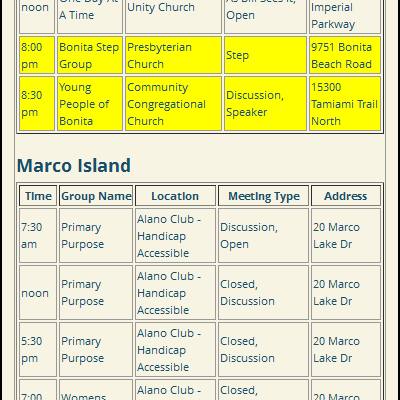 noon
One Day At
A Time
Unity Church
As Bill Sees It,
Open
Imperial
Parkway
8:00
pm
Bonita Step
Group
Presbyterian
Church
Step
9751 Bonita
Beach Road
8:30
pm
Young
People of
Bonita
Community
Congregational
Church
Discussion,
Speaker
15300
Tamiami Trail
North
Marco Island
Time Group Name Location Meeting Type Address
7:30
am
Primary
Purpose
Alano Club -
Handicap
Accessible
Discussion,
Open
20 Marco
Lake Dr
noon
Primary
Purpose
Alano Club -
Handicap
Accessible
Closed,
Discussion
20 Marco
Lake Dr
5:30
pm
Primary
Purpose
Alano Club -
Handicap
Accessible
Closed,
Discussion
20 Marco
Lake Dr
7:00
Womens
Alano Club -
Closed,
20 Marco